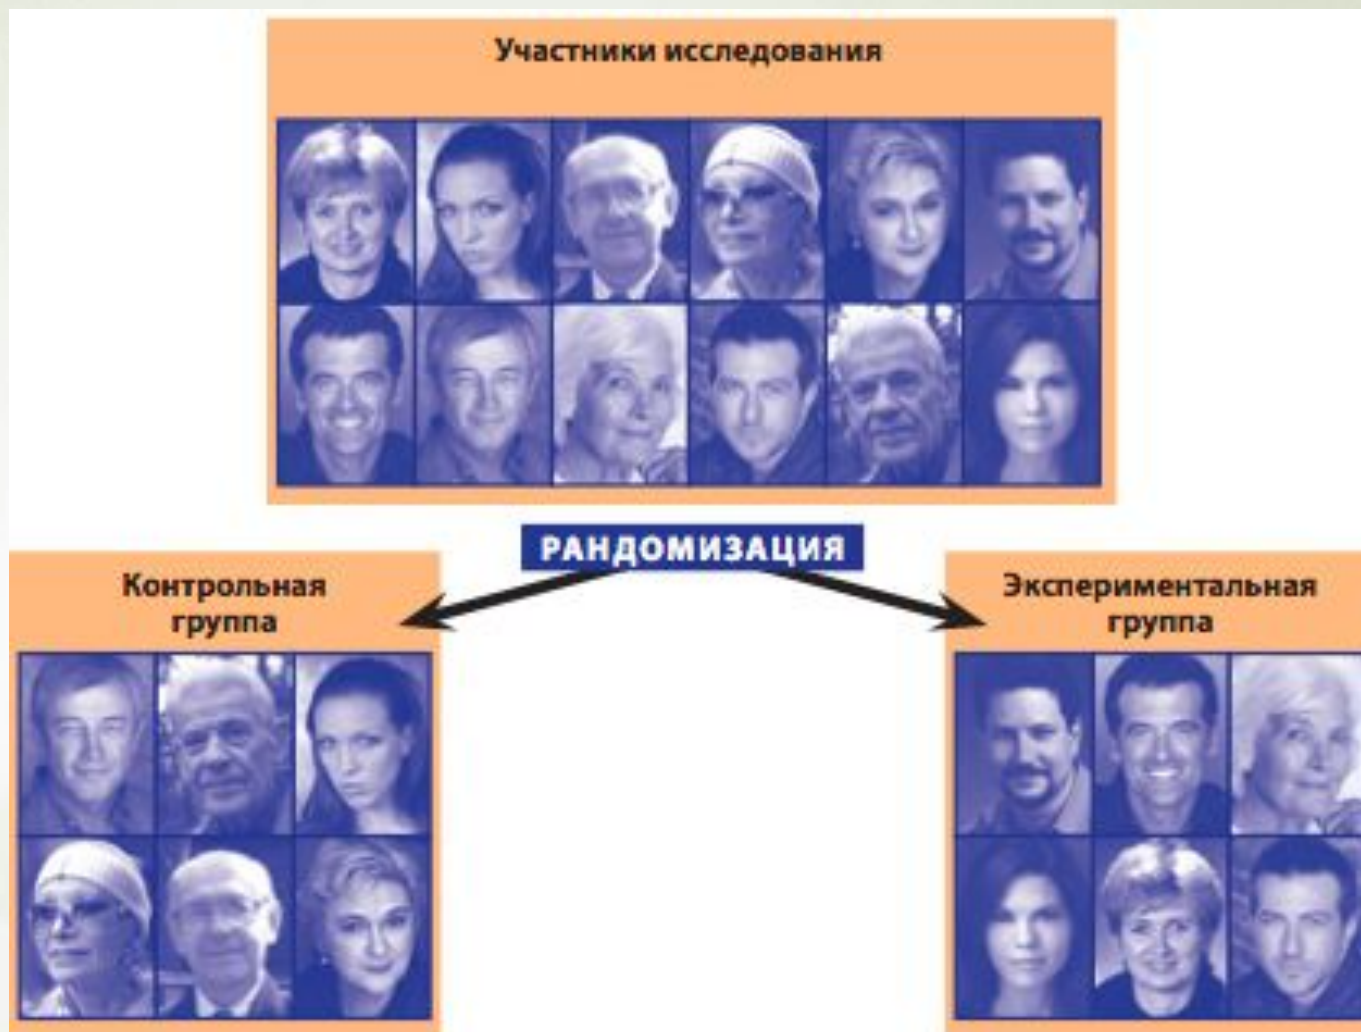 Участники исследования
РАНДОМИЗАЦИЯ
Контрольная
группа
Экспериментальная
группа